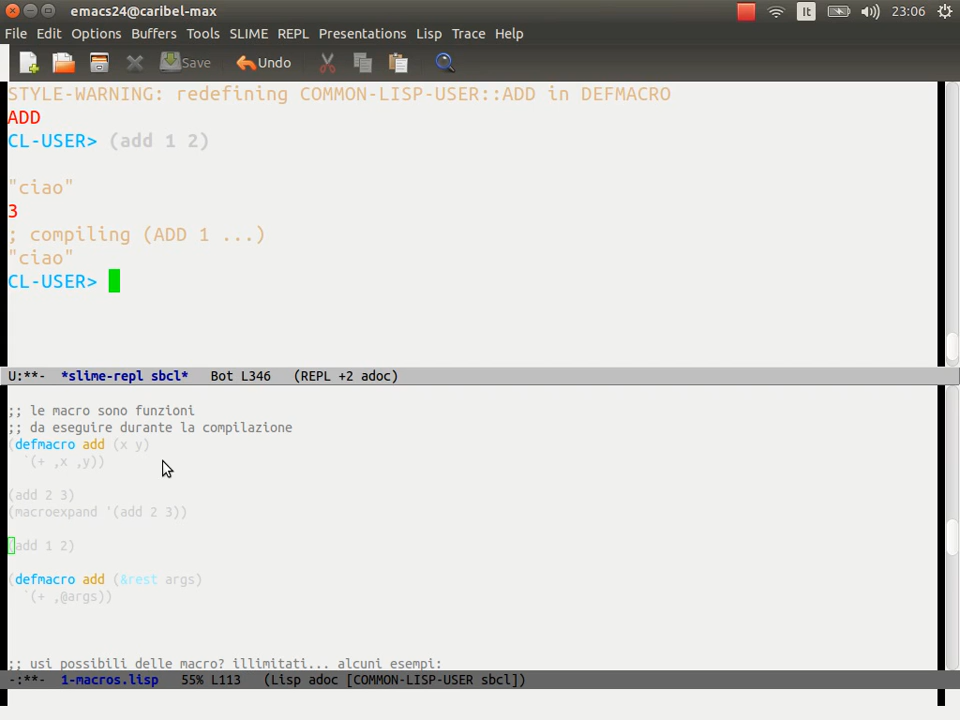 emacs24@caribel-max
It
23:06
File Edit Options Buffers Tools SLIME REPL Presentations Lisp Trace Help
Save Undo
STYLE-WARNING: redefining COMMON-LISP-USER::ADD in DEFMACRO
ADD
CL-USER> (add 1 2)
"ciao"
3
; compiling (ADD 1 ...)
"ciao"
CL-USER>
U:**- *slime-repl sbcl* Bot L346 (REPL +2 adoc)
;; le macro sono funzioni
;; da eseguire durante la compilazione
(defmacro add (x y)
`(+ ,x ,y))
(add 2 3)
(macroexpand '(add 2 3))
(add 1 2)
(defmacro add (&rest args)
`(+ ,@args))
;; usi possibili delle macro? illimitati... alcuni esempi:
-:**- 1-macros.lisp 55% L113 (Lisp adoc [COMMON-LISP-USER sbcl])